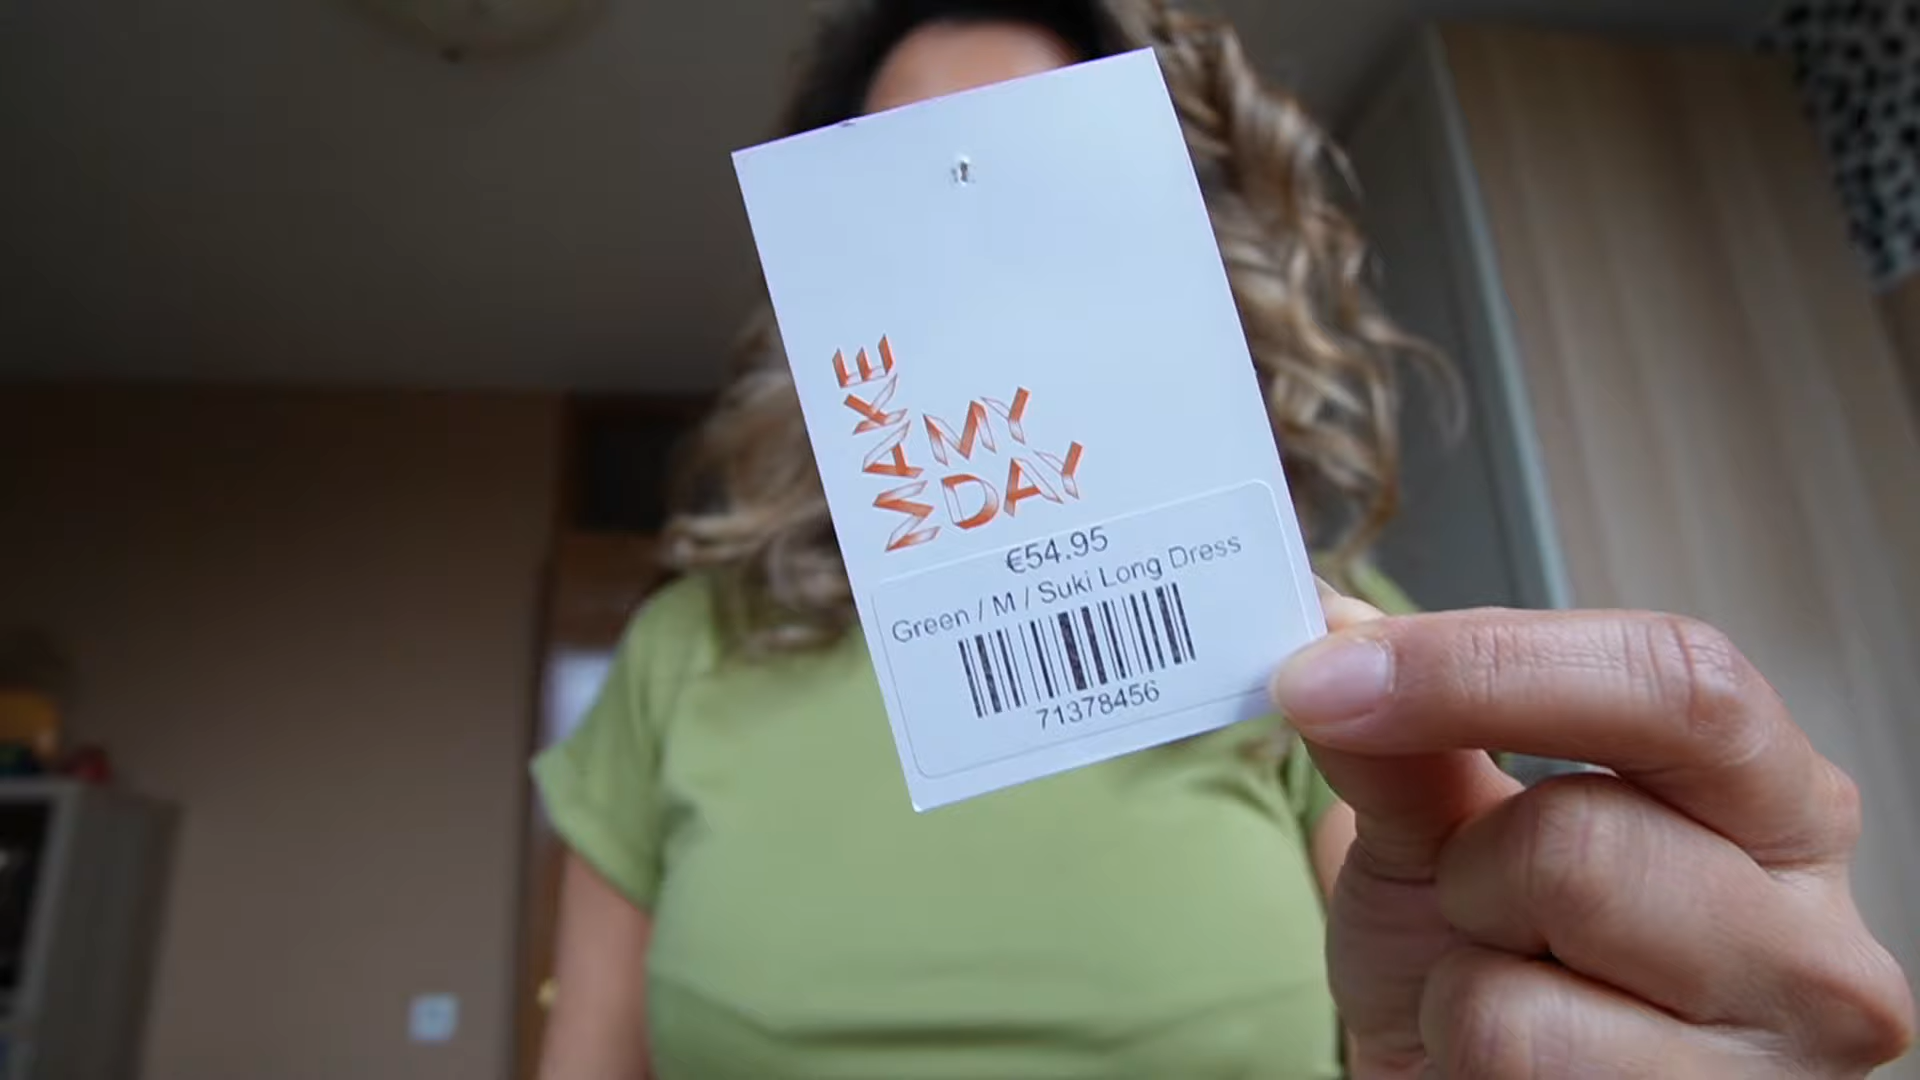 MAKE
MY
DAY
€54.95
Green / M / Suki Long Dress
71378456